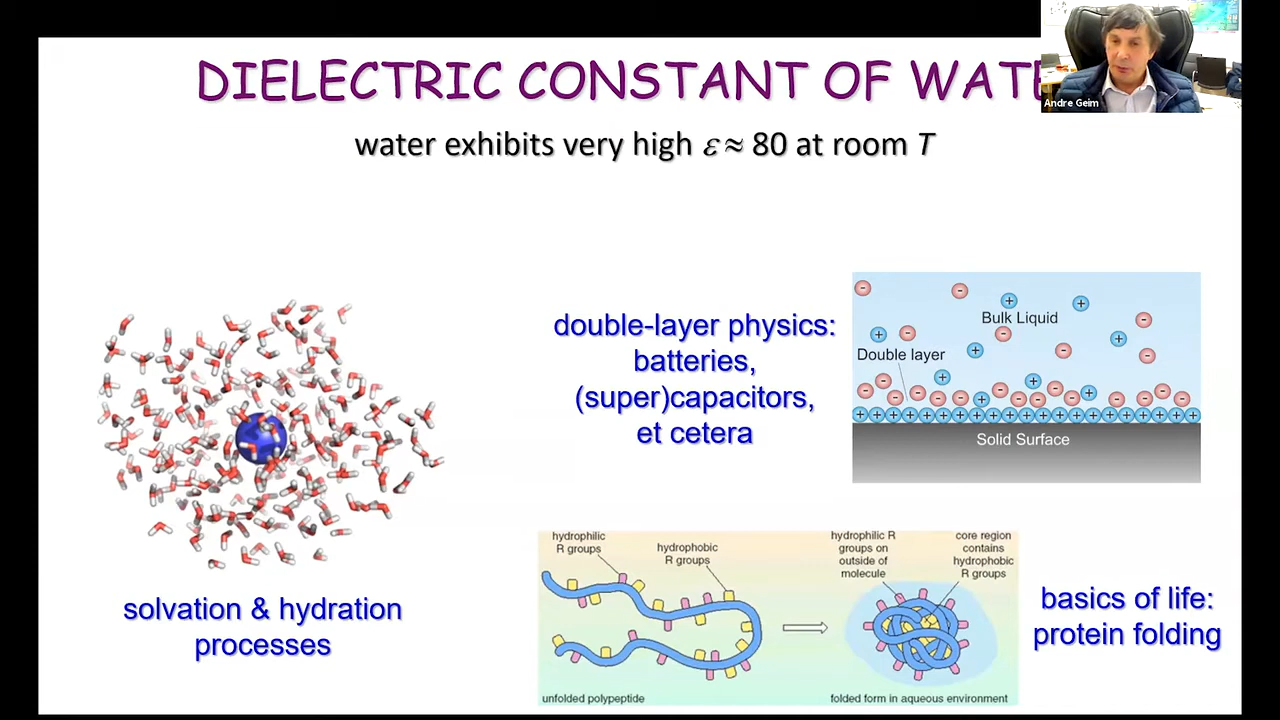 DIELECTRIC CONSTANT OF WATE
Andre Geim
water exhibits very high ε ≈ 80 at room T
double-layer physics:
batteries,
(super)capacitors,
et cetera
Bulk Liquid
Double layer
Solid Surface
solvation & hydration
processes
hydrophilic
R groups
hydrophobic
R groups
hydrophilic R
groups on
outside of
molecule
core region
contains
hydrophobic
R groups
unfolded polypeptide
folded form in aqueous environment
basics of life:
protein folding